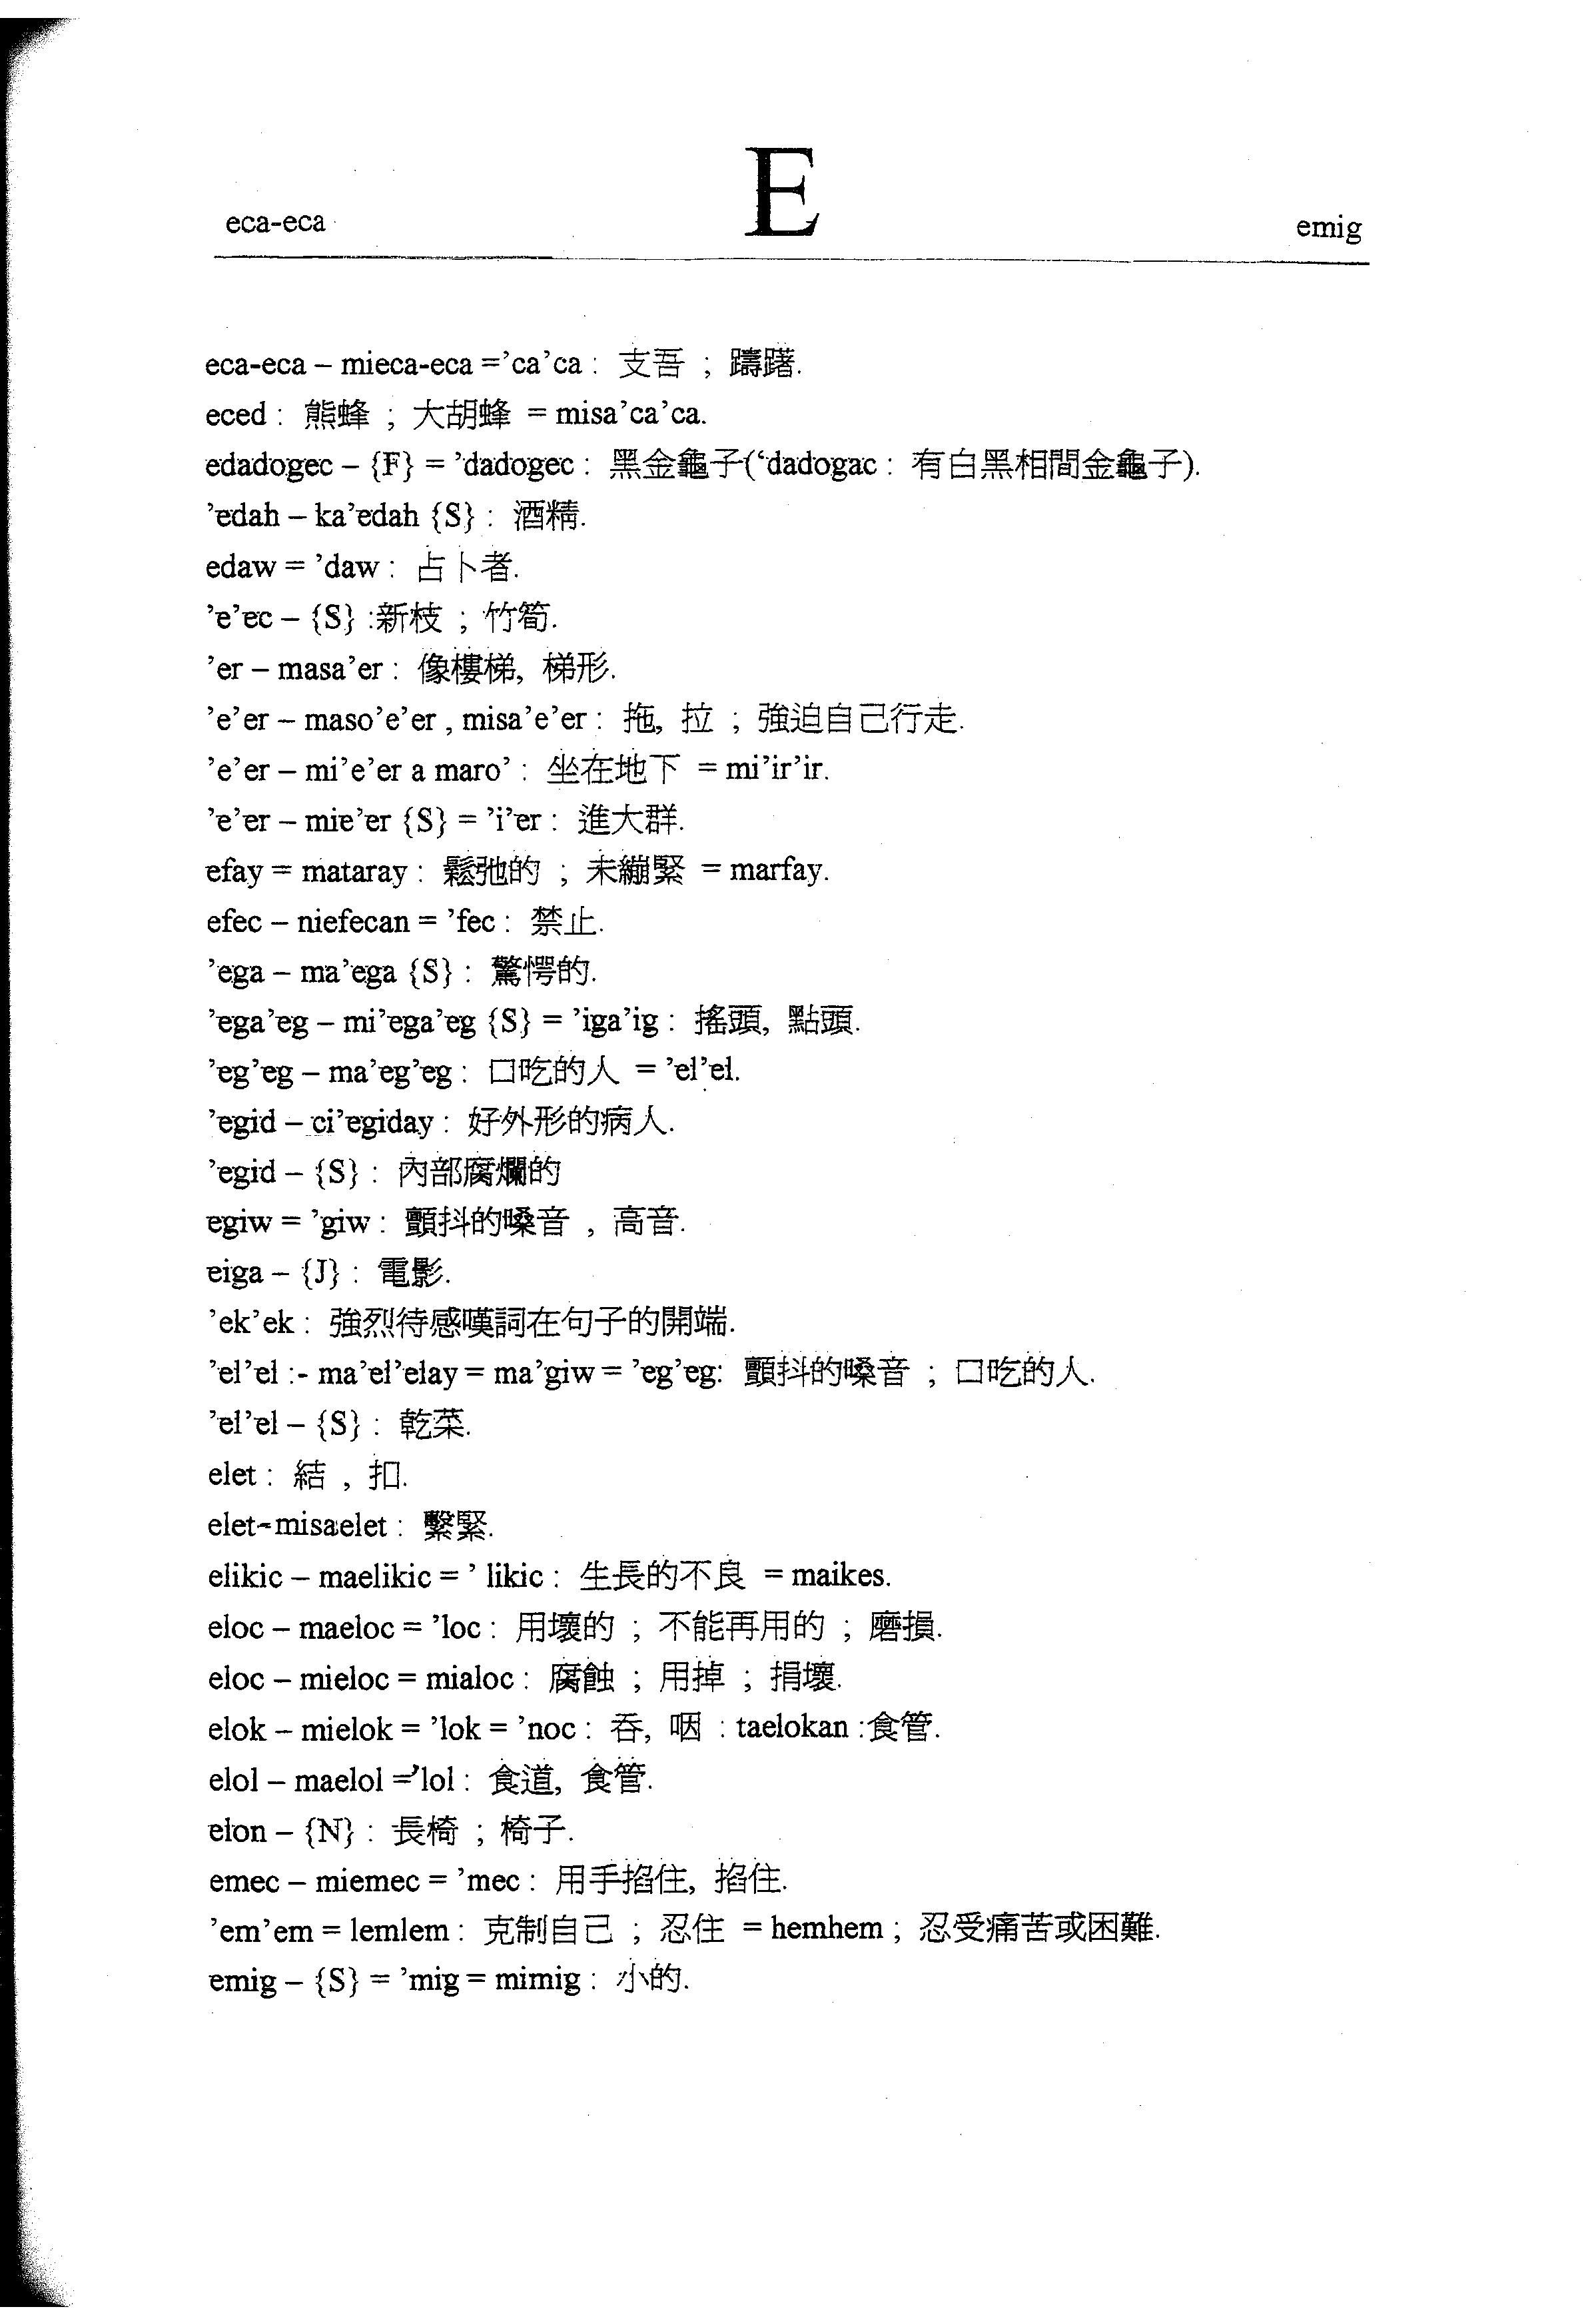 E
eca-eca emig
eca-eca – mieca-eca =’ca’ca : 支吾 ; 躊躇.
eced : 熊蜂 ; 大胡蜂 = misa’ca’ca.
edadogec – {F} = ’dadogec : 黑金龜子(‘dadogac : 有白黑相間金龜子).
’edah – ka’edah {S} : 酒精.
edaw = ’daw : 占卜者.
’e’ec – {S} :新枝 ; 竹筍.
’er – masa’er : 像樓梯, 梯形.
’e’er – maso’e’er , misa’e’er : 拖, 拉 ; 強迫自己行走.
’e’er – mi’e’er a maro’ : 坐在地下 = mi’ir’ir.
’e’er – mie’er {S} = ’i’er : 進大群.
efay = mataray : 鬆弛的 ; 未繃緊 = marfay.
efec – niefecan = ’fec : 禁止.
’ega – ma’ega {S} : 驚愕的.
’ega’eg – mi’ega’eg {S} = ’iga’ig : 搖頭, 點頭.
’eg’eg – ma’eg’eg : 口吃的人 = ’el’el.
’egid – ci’egiday : 好外形的病人.
’egid – {S} : 內部腐爛的
egiw = ’giw : 顫抖的嗓音 , 高音.
eiga – {J} : 電影.
’ek’ek : 強烈待感嘆詞在句子的開端.
’el’el :- ma’el’elay = ma’giw = ’eg’eg: 顫抖的嗓音 ; 口吃的人.
’el’el – {S} : 乾菜.
elet : 結 , 扣.
elet-misaelet : 繫緊.
elikic – maelikic = ’ likic : 生長的不良 = maikes.
eloc – maeloc = ’loc : 用壞的 ; 不能再用的 ; 磨損.
eloc – mieloc = mialoc : 腐蝕 ; 用掉 ; 捐壞.
elok – mielok = ’lok = ’noc : 吞, 咽 : taelokan :食管.
elol – maelol =’lol : 食道, 食管.
elon – {N} : 長椅 ; 椅子.
emec – miemec = ’mec : 用手掐住, 掐住.
’em’em = lemlem : 克制自己 ; 忍住 = hemhem ; 忍受痛苦或困難.
emig – {S} = ’mig = mimig : 小的.